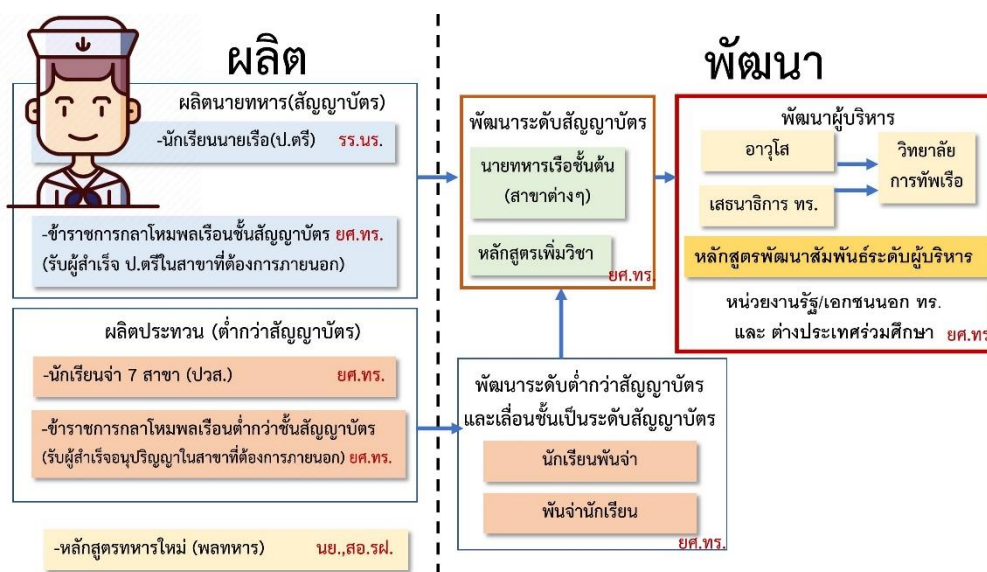 ผลิต
ผลิตนายทหาร(สัญญาบัตร)
-นักเรียนนายเรือ(ป.ตรี) รร.นร.
-ข้าราชการกลาโหมพลเรือนชั้นสัญญาบัตร ยศ.ทร.
(รับผู้สำเร็จ ป.ตรีในสาขาที่ต้องการภายนอก)
ผลิตประทวน (ต่ำกว่าสัญญาบัตร)
-นักเรียนจ่า 7 สาขา (ปวส.) ยศ.ทร.
-ข้าราชการกลาโหมพลเรือนต่ำกว่าชั้นสัญญาบัตร
(รับผู้สำเร็จอนุปริญญาในสาขาที่ต้องการภายนอก) ยศ.ทร.
-หลักสูตรทหารใหม่ (พลทหาร) นย.,สอ.รฝ.
พัฒนา
พัฒนาระดับสัญญาบัตร
นายทหารเรือชั้นต้น
(สาขาต่างๆ)
หลักสูตรเพิ่มวิชา
ยศ.ทร.
พัฒนาผู้บริหาร
อาวุโส
เสธนาธิการ ทร.
วิทยาลัย
การทัพเรือ
หลักสูตรพัฒนาสัมพันธ์ระดับผู้บริหาร
หน่วยงานรัฐ/เอกชนนอก ทร.
และ ต่างประเทศร่วมศึกษา ยศ.ทร
พัฒนาระดับต่ำกว่าสัญญาบัตร
และเลื่อนชั้นเป็นระดับสัญญาบัตร
นักเรียนพันจ่า
พันจ่านักเรียน
ยศ.ทร.